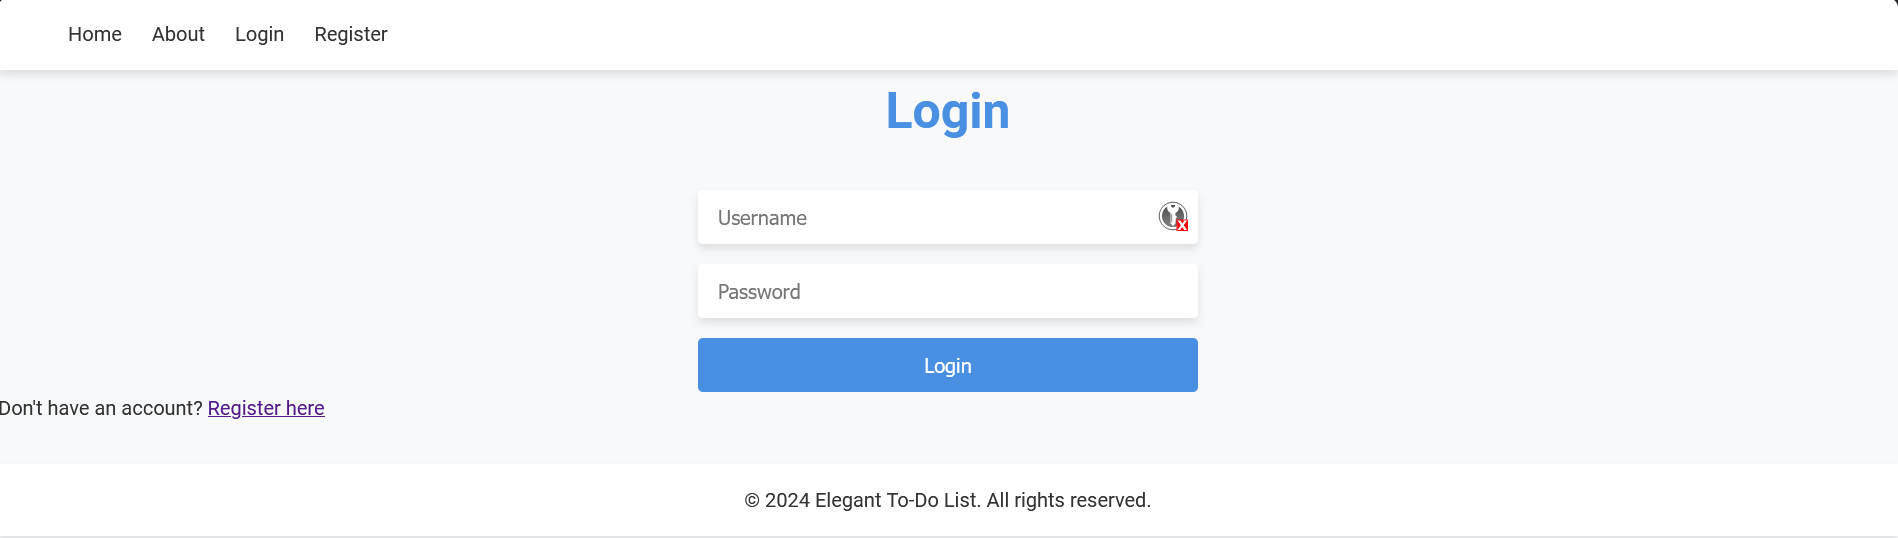 Home About Login Register
Login
Username
Password
Login
Don't have an account? Register here
© 2024 Elegant To-Do List. All rights reserved.